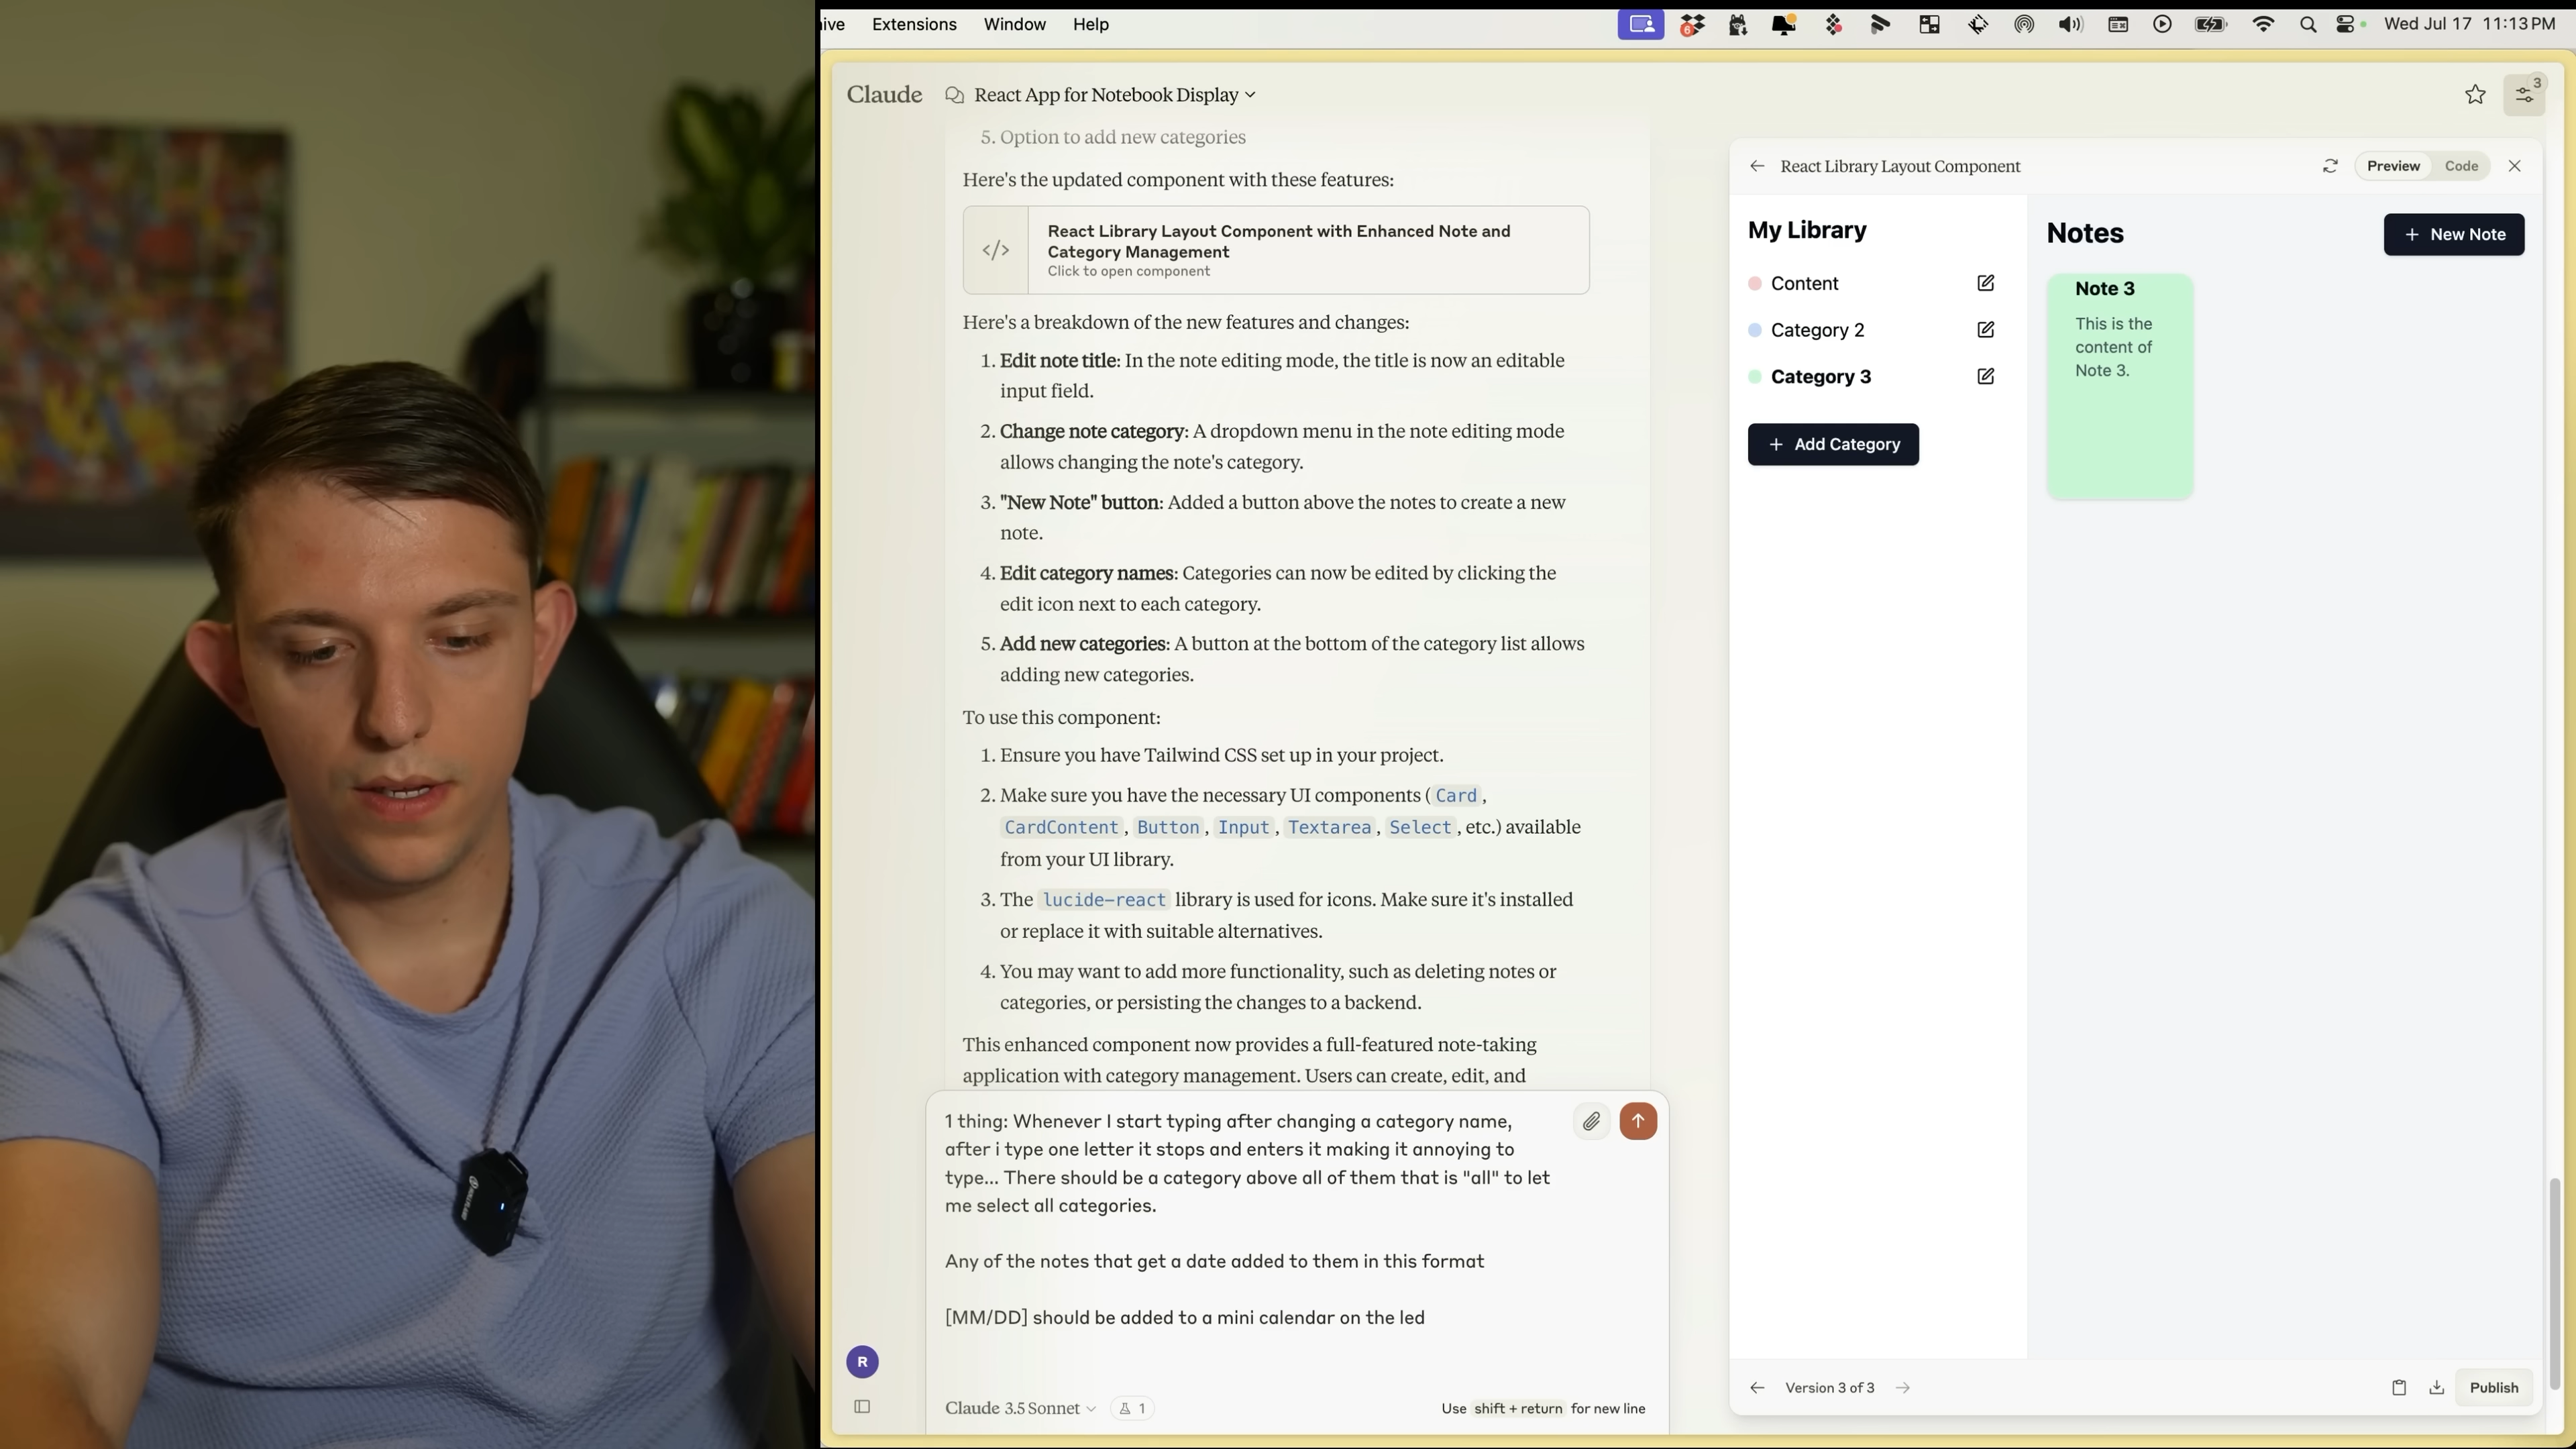 ive Extensions Window Help
6
Wed Jul 17 11:13 PM
Claude
React App for Notebook Display
3
5. Option to add new categories
Here's the updated component with these features:
</>
React Library Layout Component with Enhanced Note and
Category Management
Click to open component
Here's a breakdown of the new features and changes:
1. Edit note title: In the note editing mode, the title is now an editable
input field.
2. Change note category: A dropdown menu in the note editing mode
allows changing the note's category.
3. "New Note" button: Added a button above the notes to create a new
note.
4. Edit category names: Categories can now be edited by clicking the
edit icon next to each category.
5. Add new categories: A button at the bottom of the category list allows
adding new categories.
To use this component:
1. Ensure you have Tailwind CSS set up in your project.
2. Make sure you have the necessary UI components ( Card ,
CardContent , Button , Input , Textarea , Select , etc.) available
from your UI library.
3. The lucide-react library is used for icons. Make sure it's installed
or replace it with suitable alternatives.
4. You may want to add more functionality, such as deleting notes or
categories, or persisting the changes to a backend.
This enhanced component now provides a full-featured note-taking
application with category management. Users can create, edit, and
1 thing: Whenever I start typing after changing a category name,
after i type one letter it stops and enters it making it annoying to
type... There should be a category above all of them that is "all" to let
me select all categories.
Any of the notes that get a date added to them in this format
[MM/DD] should be added to a mini calendar on the led
R
Claude 3.5 Sonnet
1
Use shift + return for new line
React Library Layout Component
Preview Code
My Library
Content
Category 2
Category 3
+ Add Category
Notes
+ New Note
Note 3
This is the
content of
Note 3.
Version 3 of 3
Publish